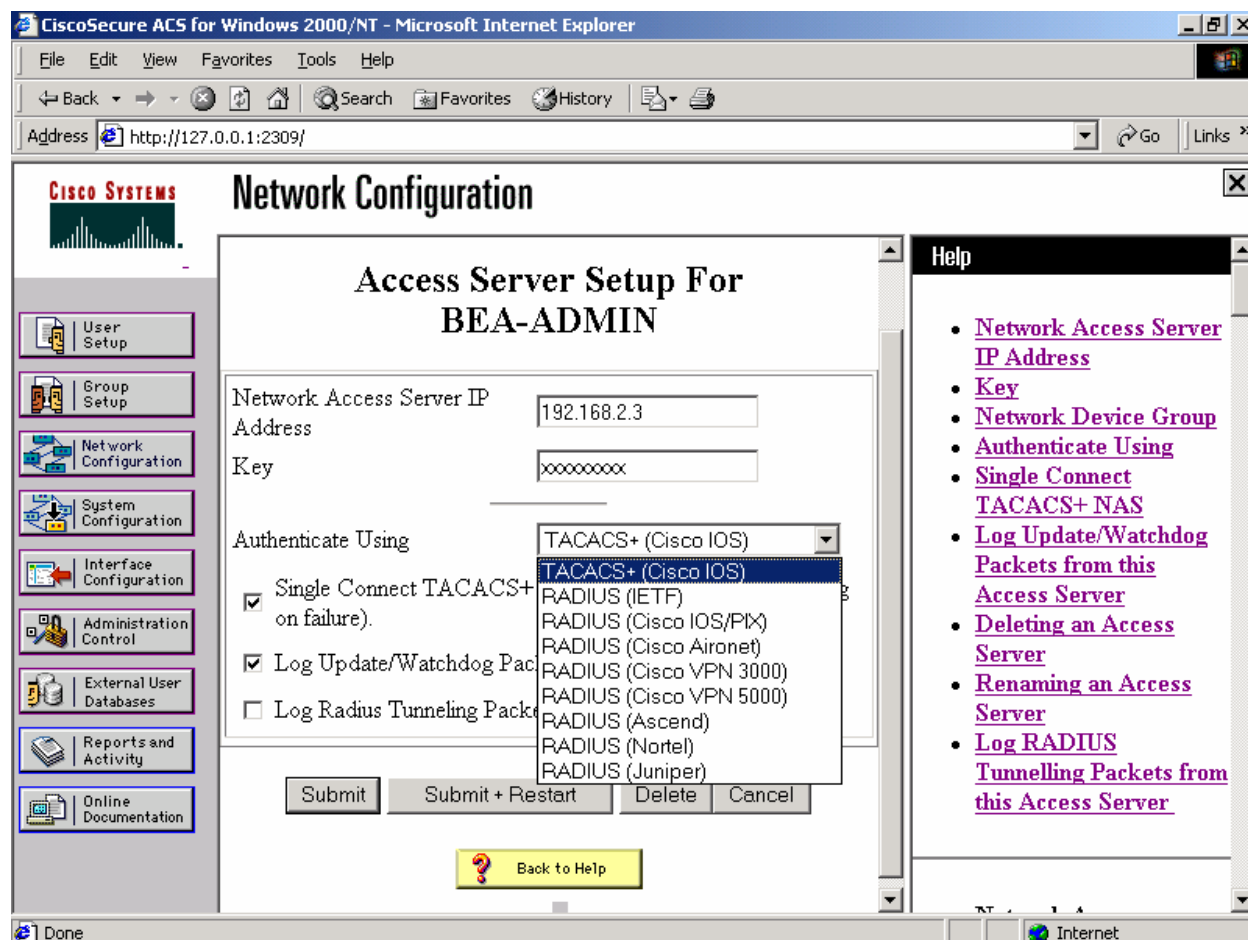 CiscoSecure ACS for Windows 2000/NT - Microsoft Internet Explorer
File Edit View Favorites Tools Help
Back Search Favorites History
Address http://127.0.0.1:2309/ Go Links »
CISCO SYSTEMS
Network Configuration
User
Setup
Group
Setup
Network
Configuration
System
Configuration
Interface
Configuration
Administration
Control
External User
Databases
Reports and
Activity
Online
Documentation
Access Server Setup For
BEA-ADMIN
Network Access Server IP
Address
192.168.2.3
Key
xxxxxxxxx
Authenticate Using
TACACS+ (Cisco IOS)
TACACS+ (Cisco IOS)
RADIUS (IETF)
RADIUS (Cisco IOS/PIX)
RADIUS (Cisco Aironet)
RADIUS (Cisco VPN 3000)
RADIUS (Cisco VPN 5000)
RADIUS (Ascend)
RADIUS (Nortel)
RADIUS (Juniper)
Single Connect TACACS+
on failure).
Log Update/Watchdog Pac
Log Radius Tunneling Packe
Submit Submit + Restart Delete Cancel
Back to Help
Help
Network Access Server
IP Address
Key
Network Device Group
Authenticate Using
Single Connect
TACACS+ NAS
Log Update/Watchdog
Packets from this
Access Server
Deleting an Access
Server
Renaming an Access
Server
Log RADIUS
Tunnelling Packets from
this Access Server
Done
Internet